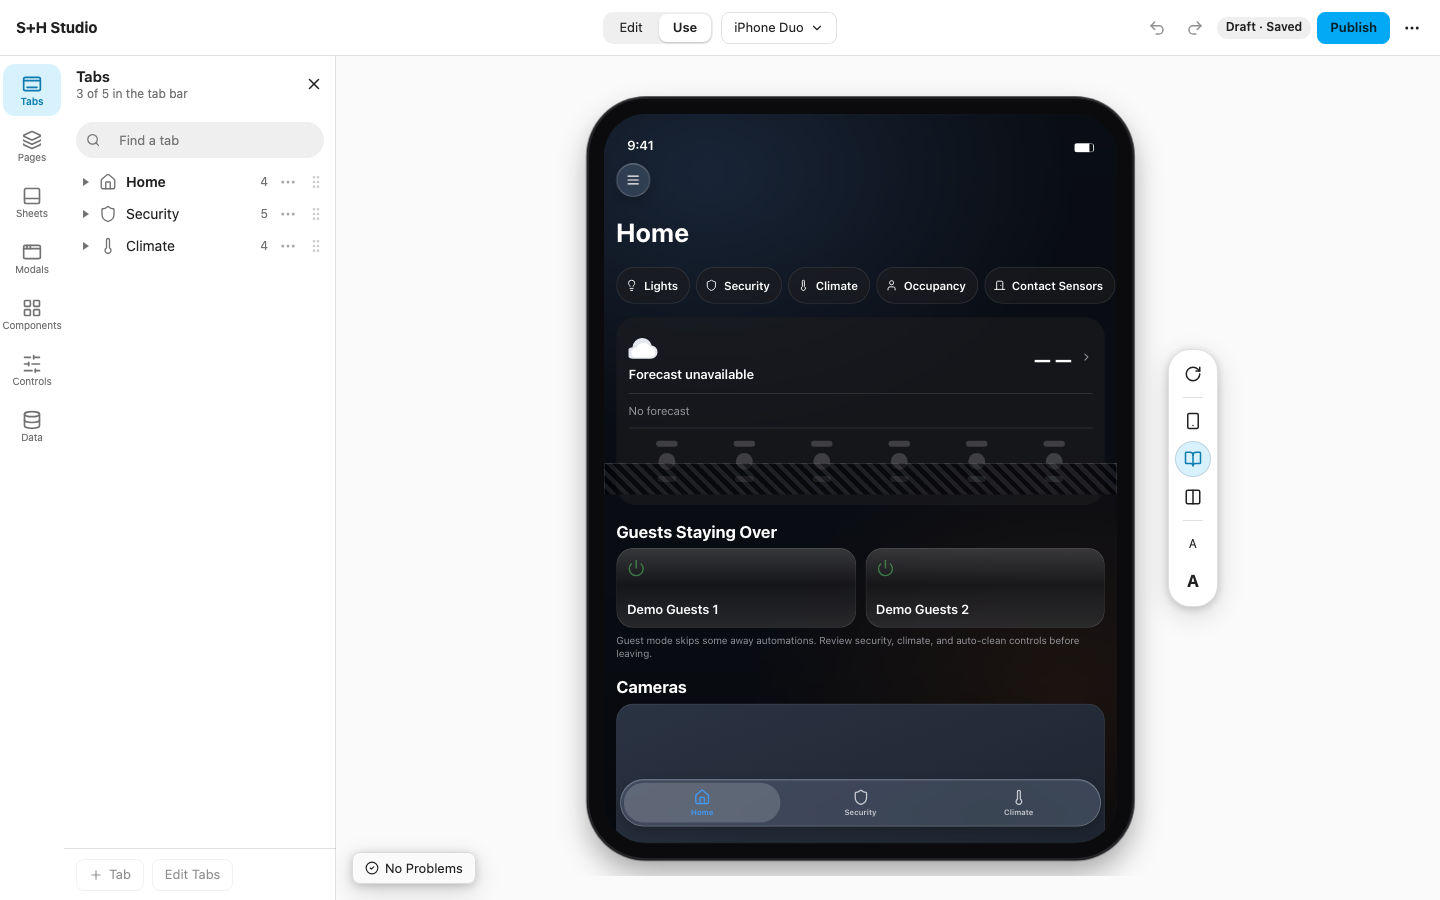 S+H Studio
Edit
Use
iPhone Duo
Draft · Saved
Publish
Tabs
Pages
Sheets
Modals
Components
Controls
Data
Tabs
3 of 5 in the tab bar
Find a tab
Home 4
Security 5
Climate 4
+ Tab
Edit Tabs
No Problems
9:41
Home
Lights
Security
Climate
Occupancy
Contact Sensors
Forecast unavailable
— —
No forecast
Guests Staying Over
Demo Guests 1
Demo Guests 2
Guest mode skips some away automations. Review security, climate, and auto-clean controls before
leaving.
Cameras
Home
Security
Climate
A
A